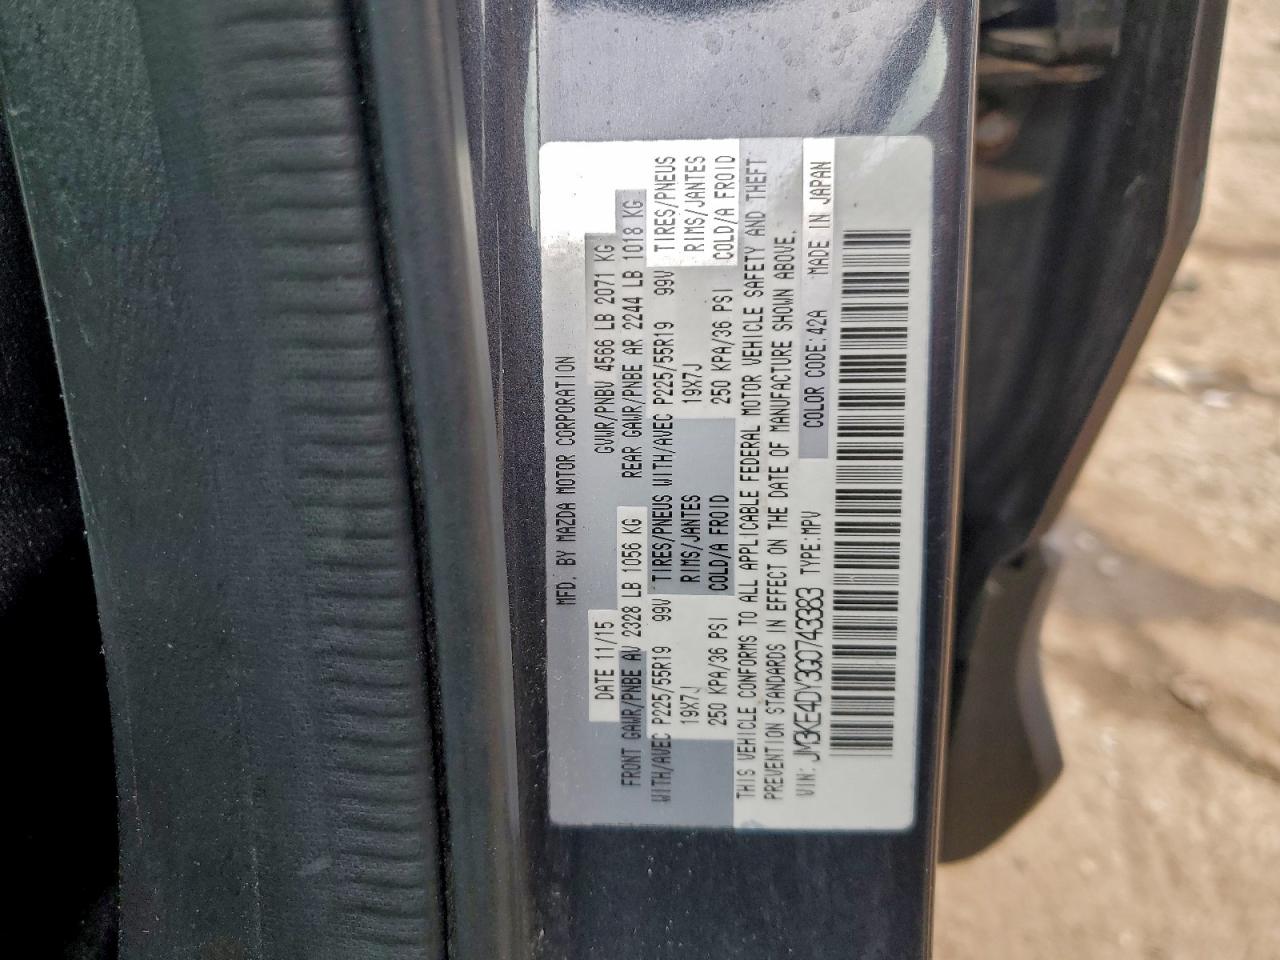 MFD. BY MAZDA MOTOR CORPORATION
DATE 11/15 GVWR/PNBV 4566 LB 2071 KG
FRONT GAWR/PNBE AV 2328 LB 1056 KG REAR GAWR/PNBE AR 2244 LB 1018 KG
WITH/AVEC P225/55R19 99V TIRES/PNEUS WITH/AVEC P225/55R19 99V TIRES/PNEUS
19X7J RIMS/JANTES 19X7J RIMS/JANTES
250 KPA/36 PSI COLD/A FROID 250 KPA/36 PSI COLD/A FROID
THIS VEHICLE CONFORMS TO ALL APPLICABLE FEDERAL MOTOR VEHICLE SAFETY AND THEFT
PREVENTION STANDARDS IN EFFECT ON THE DATE OF MANUFACTURE SHOWN ABOVE.
VIN: JM3KE4DY3G0743383 TYPE:MPV COLOR CODE:42A MADE IN JAPAN